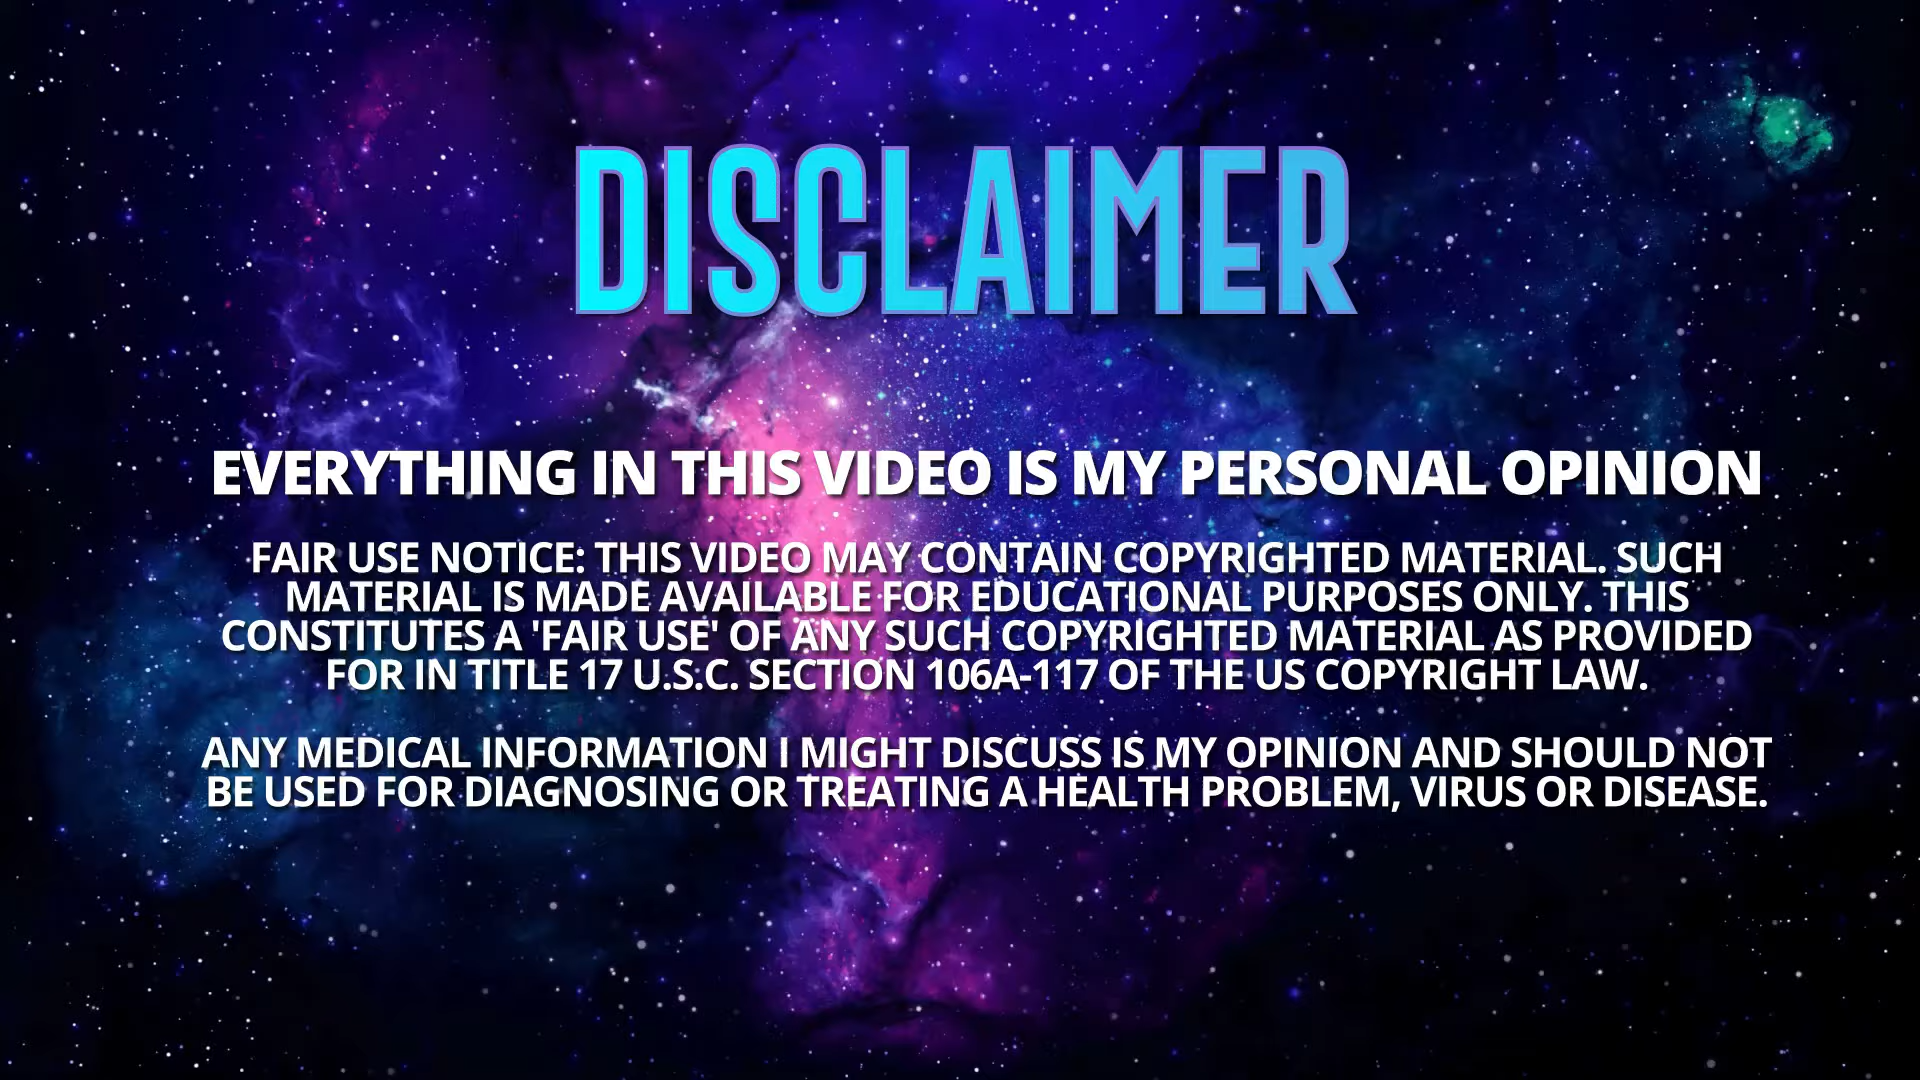 DISCLAIMER
EVERYTHING IN THIS VIDEO IS MY PERSONAL OPINION
FAIR USE NOTICE: THIS VIDEO MAY CONTAIN COPYRIGHTED MATERIAL. SUCH
MATERIAL IS MADE AVAILABLE FOR EDUCATIONAL PURPOSES ONLY. THIS
CONSTITUTES A 'FAIR USE' OF ANY SUCH COPYRIGHTED MATERIAL AS PROVIDED
FOR IN TITLE 17 U.S.C. SECTION 106A-117 OF THE US COPYRIGHT LAW.
ANY MEDICAL INFORMATION I MIGHT DISCUSS IS MY OPINION AND SHOULD NOT
BE USED FOR DIAGNOSING OR TREATING A HEALTH PROBLEM, VIRUS OR DISEASE.